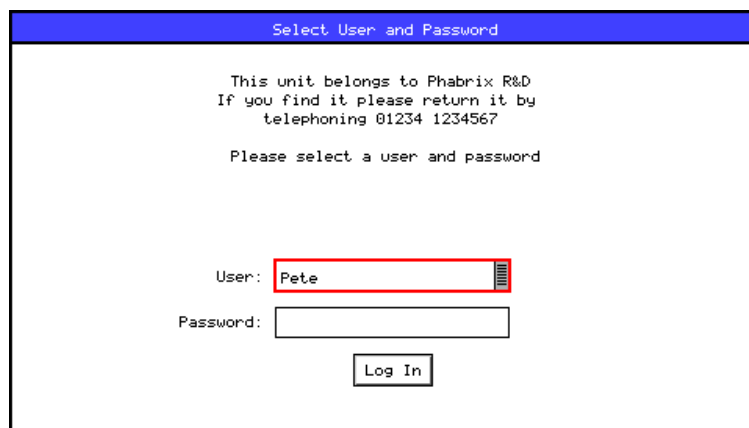 Select User and Password
This unit belongs to Phabrix R&D
If you find it please return it by
telephoning 01234 1234567
Please select a user and password
User: Pete
Password:
Log In